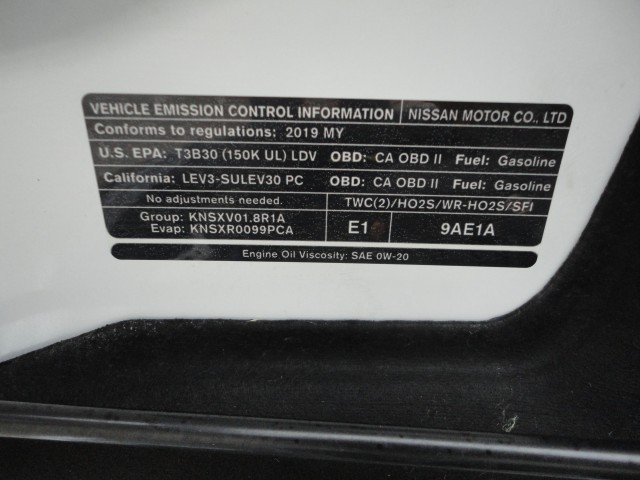 VEHICLE EMISSION CONTROL INFORMATION NISSAN MOTOR CO., LTD
Conforms to regulations: 2019 MY
U.S. EPA: T3B30 (150K UL) LDV OBD: CA OBD II Fuel: Gasoline
California: LEV3-SULEV30 PC OBD: CA OBD II Fuel: Gasoline
No adjustments needed. TWC(2)/HO2S/WR-HO2S/SFI
Group: KNSXV01.8R1A
Evap: KNSXR0099PCA E1 9AE1A
Engine Oil Viscosity: SAE 0W-20